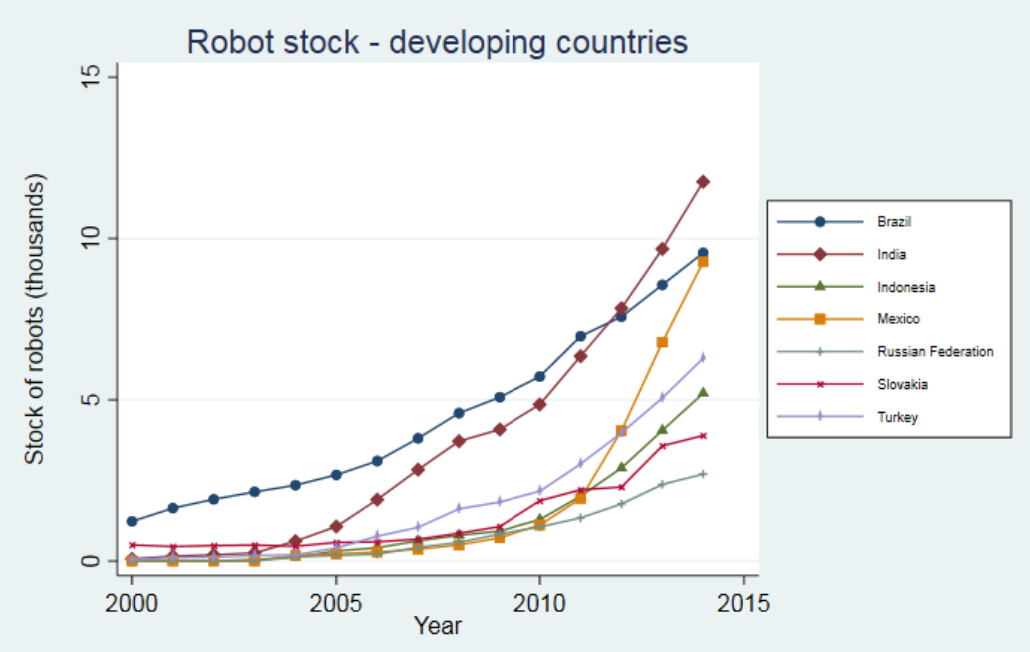 Robot stock - developing countries
Stock of robots (thousands)
15
10
5
0
2000
2005
2010
2015
Year
Brazil
India
Indonesia
Mexico
Russian Federation
Slovakia
Turkey